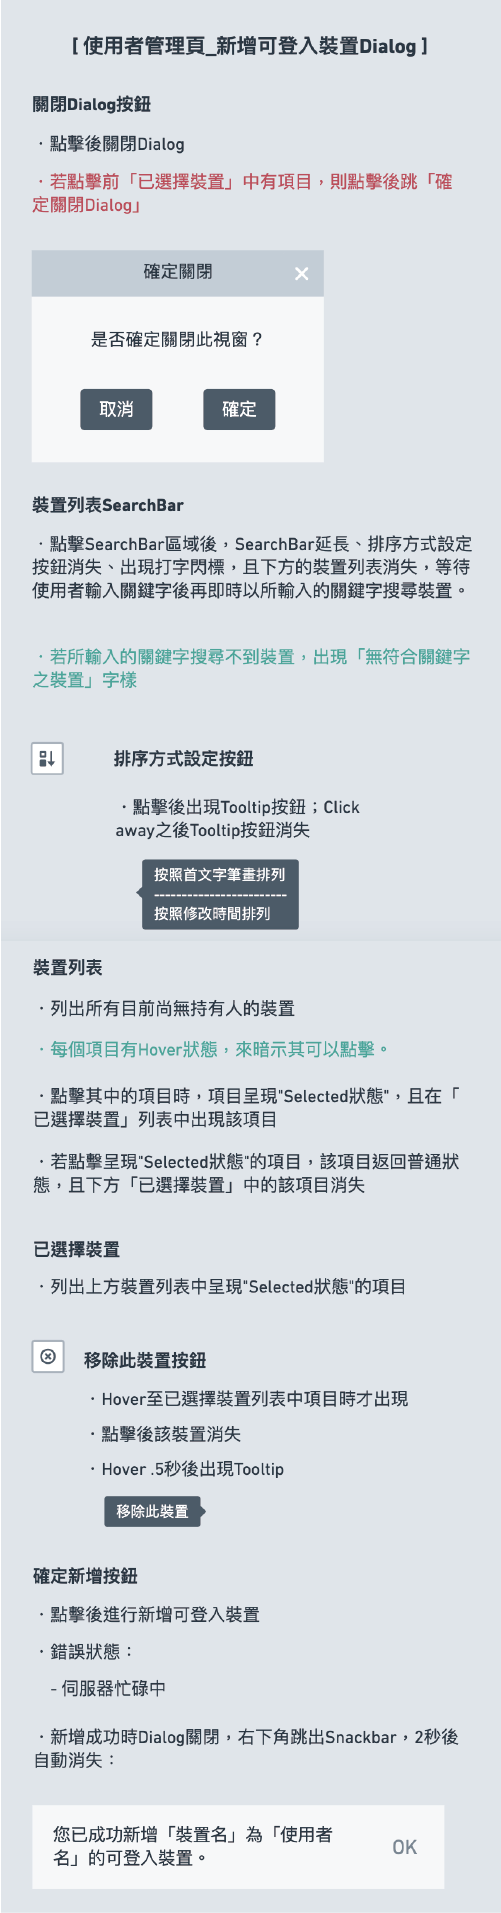 [ 使用者管理頁_新增可登入裝置Dialog ]
關閉Dialog按鈕
・點擊後關閉Dialog
・若點擊前「已選擇裝置」中有項目，則點擊後跳「確
定關閉Dialog」
確定關閉
是否確定關閉此視窗？
取消 確定
裝置列表SearchBar
・點擊SearchBar區域後，SearchBar延長、排序方式設定
按鈕消失、出現打字閃標，且下方的裝置列表消失，等待
使用者輸入關鍵字後再即時以所輸入的關鍵字搜尋裝置。
・若所輸入的關鍵字搜尋不到裝置，出現「無符合關鍵字
之裝置」字樣
排序方式設定按鈕
・點擊後出現Tooltip按鈕；Click
away之後Tooltip按鈕消失
按照首文字筆畫排列
按照修改時間排列
裝置列表
・列出所有目前尚無持有人的裝置
・每個項目有Hover狀態，來暗示其可以點擊。
・點擊其中的項目時，項目呈現"Selected狀態"，且在「
已選擇裝置」列表中出現該項目
・若點擊呈現"Selected狀態"的項目，該項目返回普通狀
態，且下方「已選擇裝置」中的該項目消失
已選擇裝置
・列出上方裝置列表中呈現"Selected狀態"的項目
移除此裝置按鈕
・Hover至已選擇裝置列表中項目時才出現
・點擊後該裝置消失
・Hover .5秒後出現Tooltip
移除此裝置
確定新增按鈕
・點擊後進行新增可登入裝置
・錯誤狀態：
- 伺服器忙碌中
・新增成功時Dialog關閉，右下角跳出Snackbar，2秒後
自動消失：
您已成功新增「裝置名」為「使用者
名」的可登入裝置。
OK